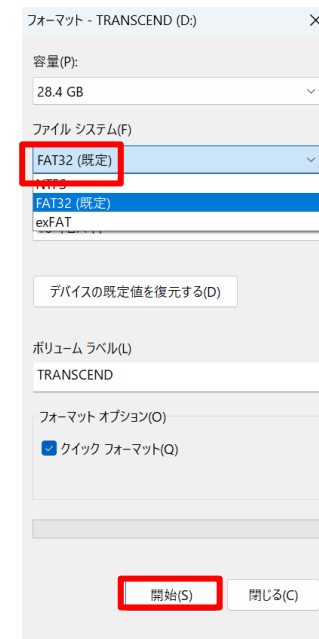 フォーマット - TRANSCEND (D:)
容量(P):
28.4 GB
ファイル システム(F)
FAT32 (既定)
NTFS
FAT32 (既定)
exFAT
デバイスの既定値を復元する(D)
ボリューム ラベル(L)
TRANSCEND
フォーマット オプション(O)
クイック フォーマット(Q)
開始(S) 閉じる(C)